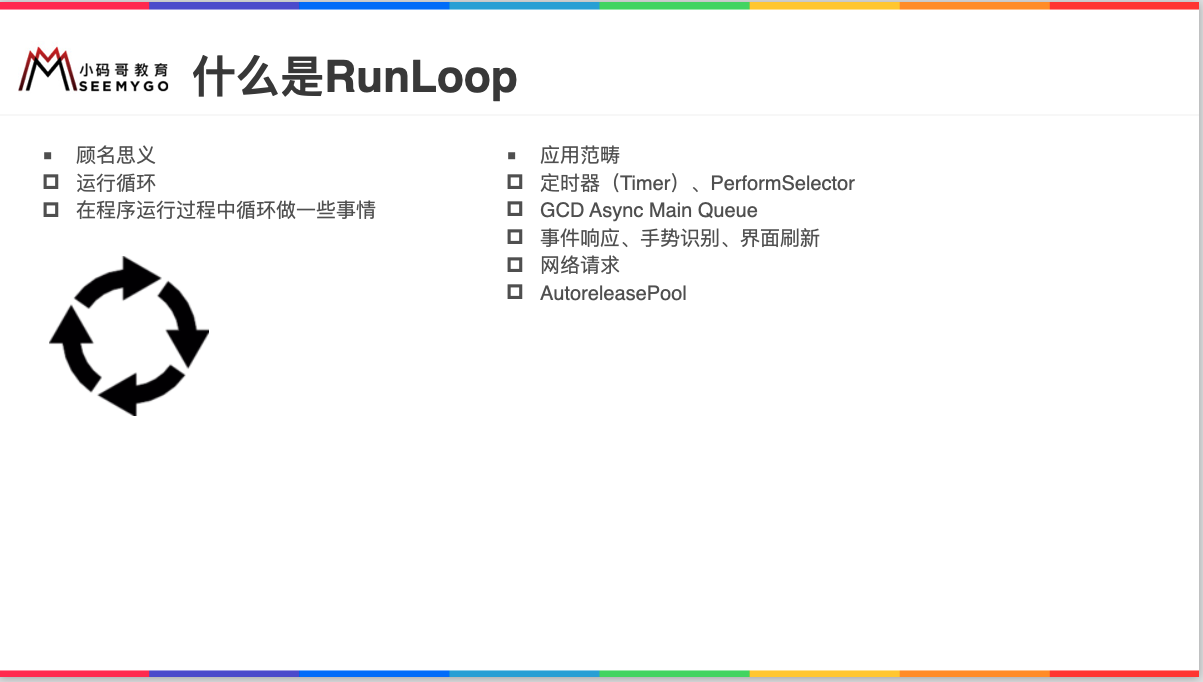 小码哥教育
SEEMYGO
什么是RunLoop
顾名思义
运行循环
在程序运行过程中循环做一些事情
应用范畴
定时器（Timer）、PerformSelector
GCD Async Main Queue
事件响应、手势识别、界面刷新
网络请求
AutoreleasePool